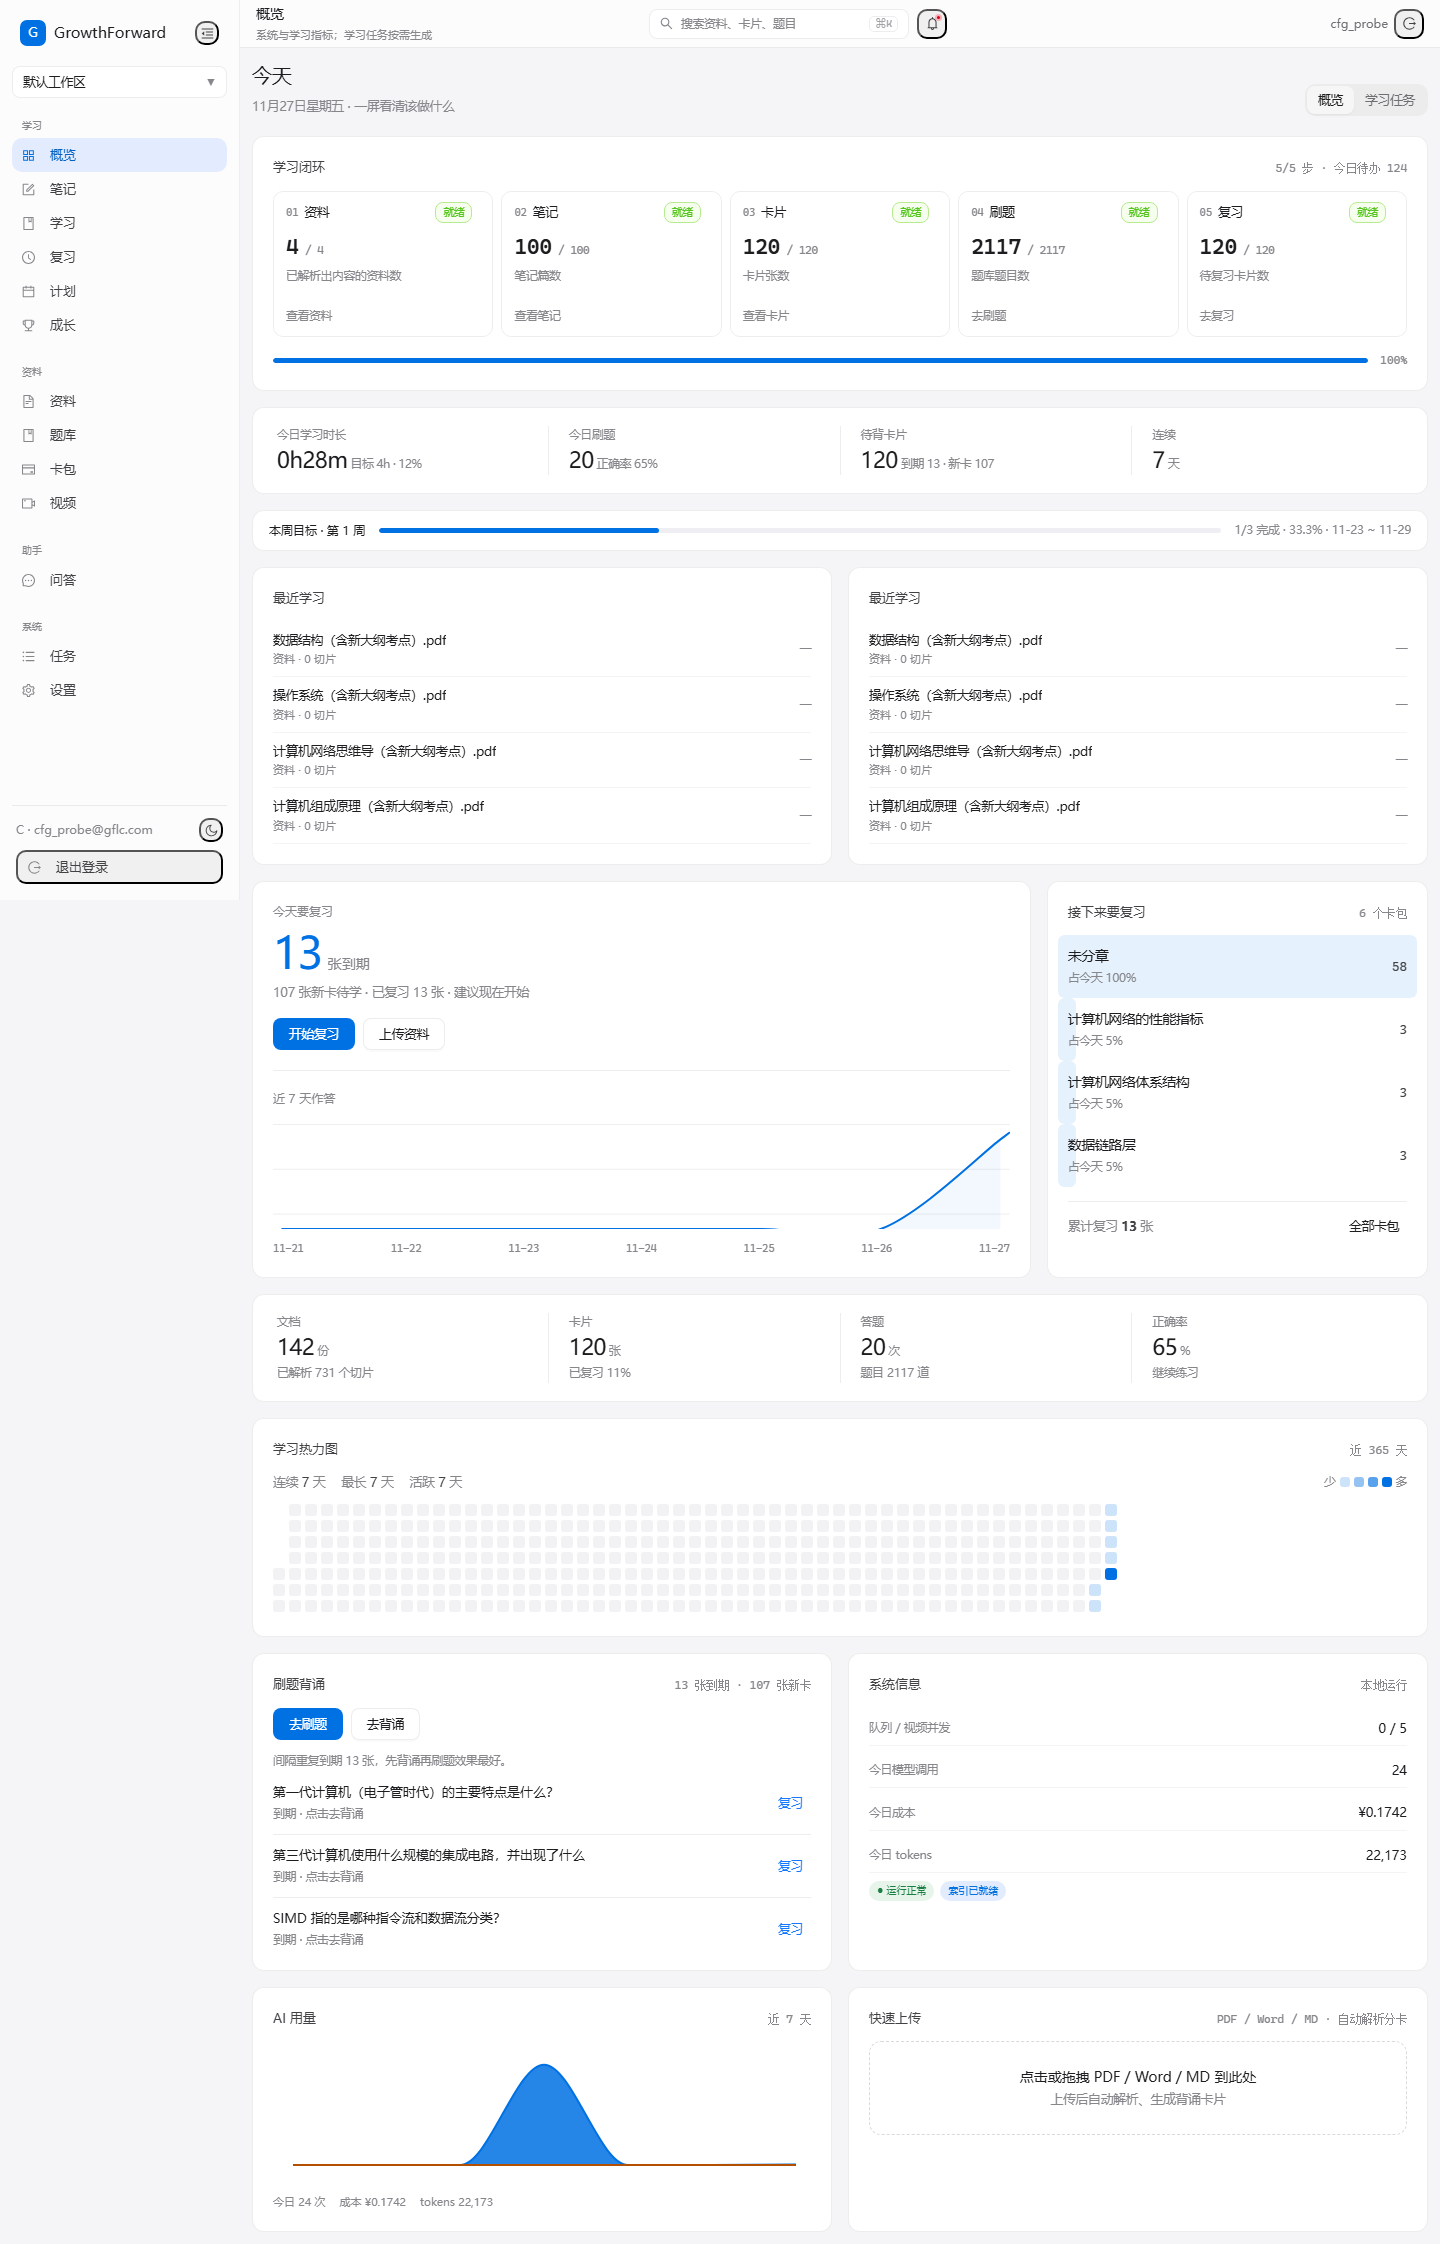 G GrowthForward
默认工作区 ▼
学习
概览
笔记
学习
复习
计划
成长
资料
资料
题库
卡包
视频
助手
问答
系统
任务
设置
C · cfg_probe@gflc.com
退出登录
概览
系统与学习指标；学习任务按需生成
搜索资料、卡片、题目 ⌘K
cfg_probe
今天
11月27日星期五 · 一屏看清该做什么
概览 学习任务
学习闭环 5/5 步 · 今日待办 124
01 资料 就绪
4 / 4
已解析出内容的资料数
查看资料
02 笔记 就绪
100 / 100
笔记篇数
查看笔记
03 卡片 就绪
120 / 120
卡片张数
查看卡片
04 刷题 就绪
2117 / 2117
题库题目数
去刷题
05 复习 就绪
120 / 120
待复习卡片数
去复习
100%
今日学习时长
0h28m 目标 4h · 12%
今日刷题
20 正确率 65%
待背卡片
120 到期 13 · 新卡 107
连续
7 天
本周目标 · 第 1 周 1/3 完成 · 33.3% · 11-23 ~ 11-29
最近学习
数据结构（含新大纲考点）.pdf
资料 · 0 切片 —
操作系统（含新大纲考点）.pdf
资料 · 0 切片 —
计算机网络思维导（含新大纲考点）.pdf
资料 · 0 切片 —
计算机组成原理（含新大纲考点）.pdf
资料 · 0 切片 —
最近学习
数据结构（含新大纲考点）.pdf
资料 · 0 切片 —
操作系统（含新大纲考点）.pdf
资料 · 0 切片 —
计算机网络思维导（含新大纲考点）.pdf
资料 · 0 切片 —
计算机组成原理（含新大纲考点）.pdf
资料 · 0 切片 —
今天要复习
13 张到期
107 张新卡待学 · 已复习 13 张 · 建议现在开始
开始复习 上传资料
近 7 天作答
11-21 11-22 11-23 11-24 11-25 11-26 11-27
接下来要复习 6 个卡包
未分章 58
占今天 100%
计算机网络的性能指标 3
占今天 5%
计算机网络体系结构 3
占今天 5%
数据链路层 3
占今天 5%
累计复习 13 张 全部卡包
文档
142 份
已解析 731 个切片
卡片
120 张
已复习 11%
答题
20 次
题目 2117 道
正确率
65 %
继续练习
学习热力图 近 365 天
连续 7 天 最长 7 天 活跃 7 天 少 多
刷题背诵 13 张到期 · 107 张新卡
去刷题 去背诵
间隔重复到期 13 张，先背诵再刷题效果最好。
第一代计算机（电子管时代）的主要特点是什么？
到期 · 点击去背诵 复习
第三代计算机使用什么规模的集成电路，并出现了什么
到期 · 点击去背诵 复习
SIMD 指的是哪种指令流和数据流分类？
到期 · 点击去背诵 复习
系统信息 本地运行
队列 / 视频并发 0 / 5
今日模型调用 24
今日成本 ¥0.1742
今日 tokens 22,173
运行正常 索引已就绪
AI 用量 近 7 天
今日 24 次 成本 ¥0.1742 tokens 22,173
快速上传 PDF / Word / MD · 自动解析分卡
点击或拖拽 PDF / Word / MD 到此处
上传后自动解析、生成背诵卡片